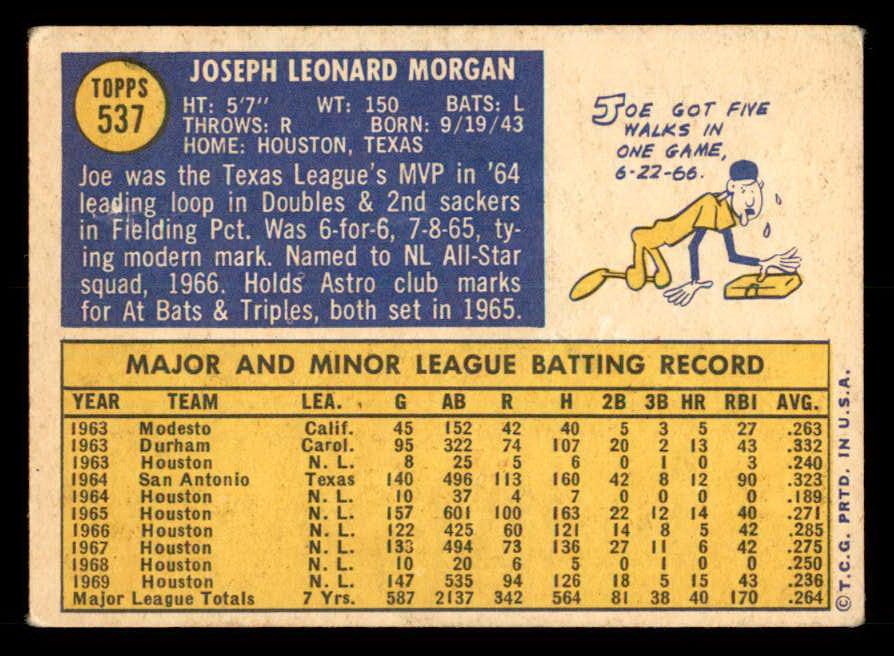 TOPPS
537
JOSEPH LEONARD MORGAN
HT: 5'7" WT: 150 BATS: L
THROWS: R BORN: 9/19/43
HOME: HOUSTON, TEXAS
Joe was the Texas League's MVP in '64
leading loop in Doubles & 2nd sackers
in Fielding Pct. Was 6-for-6, 7-8-65, ty-
ing modern mark. Named to NL All-Star
squad, 1966. Holds Astro club marks
for At Bats & Triples, both set in 1965.
JOE GOT FIVE
WALKS IN
ONE GAME,
6-22-66.
MAJOR AND MINOR LEAGUE BATTING RECORD
YEAR TEAM LEA. G AB R H 2B 3B HR RBI AVG.
1963 Modesto Calif. 45 152 42 40 5 3 5 27 .263
1963 Durham Carol. 95 322 74 107 20 2 13 43 .332
1963 Houston N. L. 8 25 5 6 0 1 0 3 .240
1964 San Antonio Texas 140 496 113 160 42 8 12 90 .323
1964 Houston N. L. 10 37 4 7 0 0 0 0 .189
1965 Houston N. L. 157 601 100 163 22 12 14 40 .271
1966 Houston N. L. 122 425 60 121 14 8 5 42 .285
1967 Houston N. L. 133 494 73 136 27 11 6 42 .275
1968 Houston N. L. 10 20 6 5 0 1 0 0 .250
1969 Houston N. L. 147 535 94 126 18 5 15 43 .236
Major League Totals 7 Yrs. 587 2137 342 564 81 38 40 170 .264
© T.C.G. PRTD. IN U.S.A.